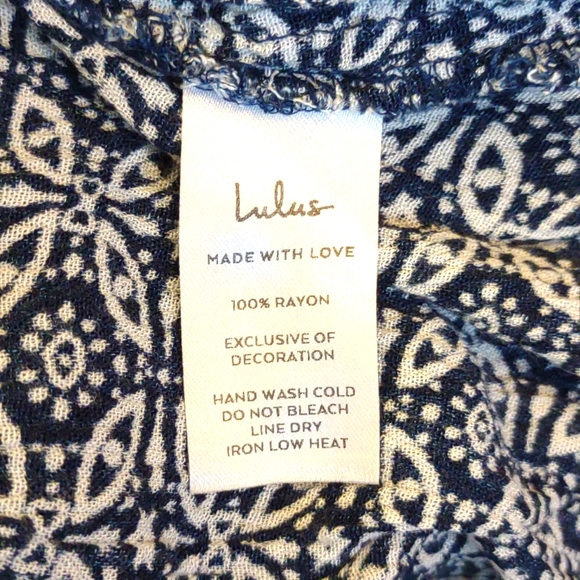 Lulus
MADE WITH LOVE
100% RAYON
EXCLUSIVE OF
DECORATION
HAND WASH COLD
DO NOT BLEACH
LINE DRY
IRON LOW HEAT